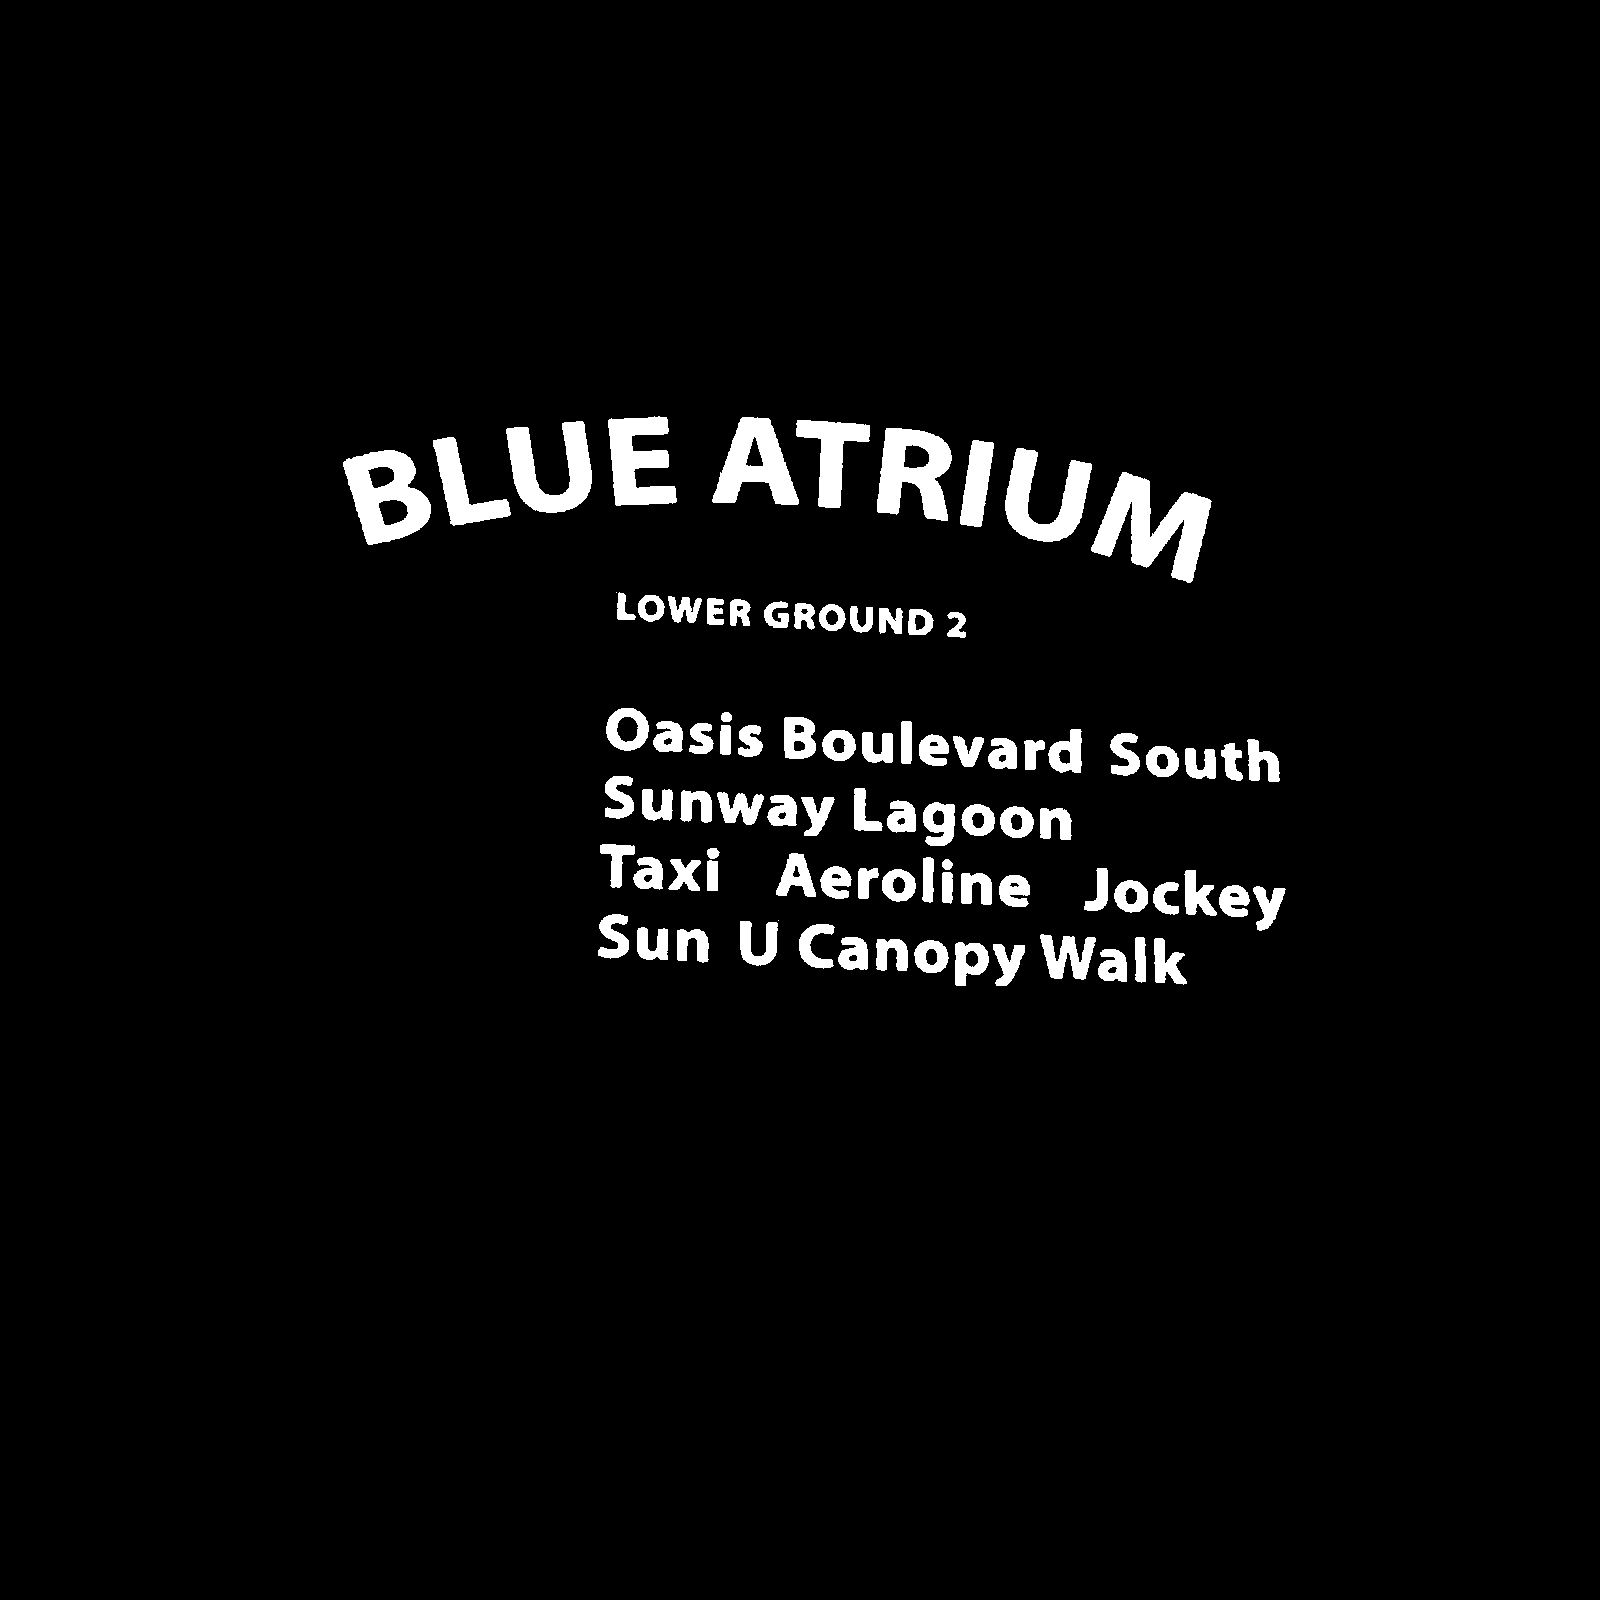 BLUE ATRIUM
LOWER GROUND 2
Oasis Boulevard South
Sunway Lagoon
Taxi Aeroline Jockey
Sun U Canopy Walk